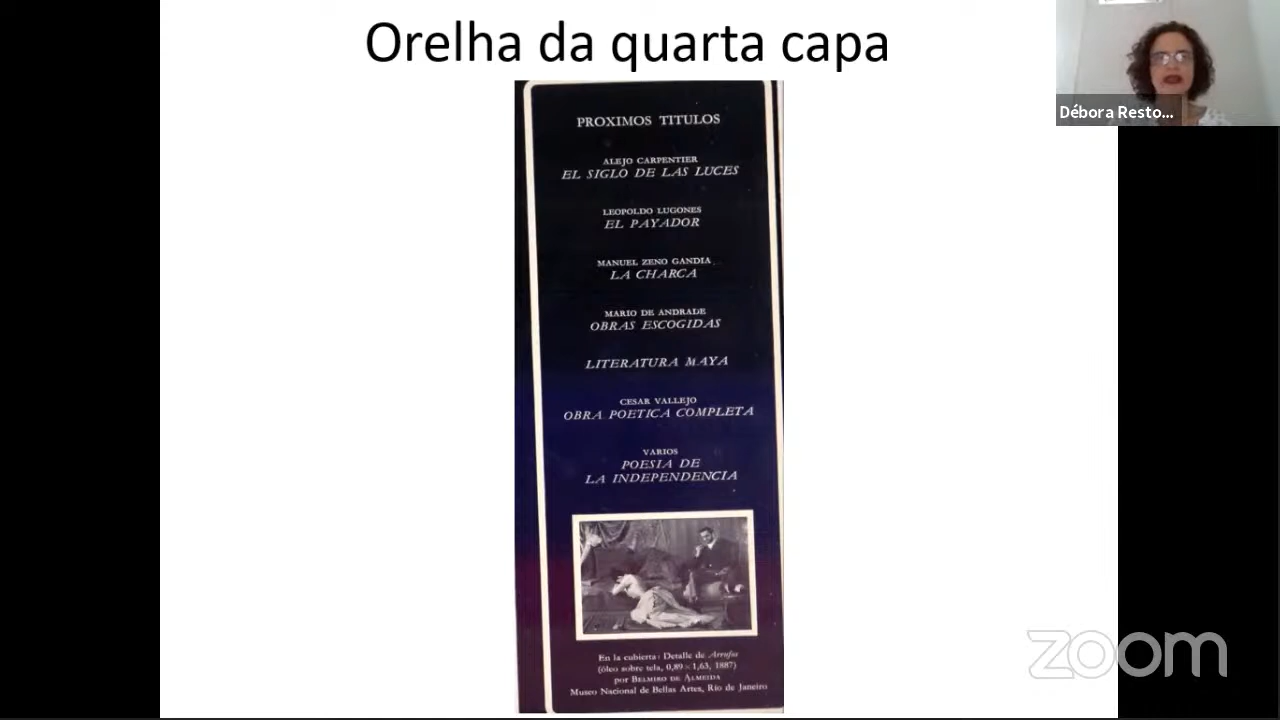 Orelha da quarta capa
Débora Resto...
PROXIMOS TITULOS
ALEJO CARPENTIER
EL SIGLO DE LAS LUCES
LEOPOLDO LUGONES
EL PAYADOR
MANUEL ZENO GANDIA
LA CHARCA
MARIO DE ANDRADE
OBRAS ESCOGIDAS
LITERATURA MAYA
CESAR VALLEJO
OBRA POETICA COMPLETA
VARIOS
POESIA DE
LA INDEPENDENCIA
En la cubierta: Detalle de Arrufos
(óleo sobre tela, 0,89 × 1,63, 1887)
por BELMIRO DE ALMEIDA
Museo Nacional de Bellas Artes, Río de Janeiro
zoom